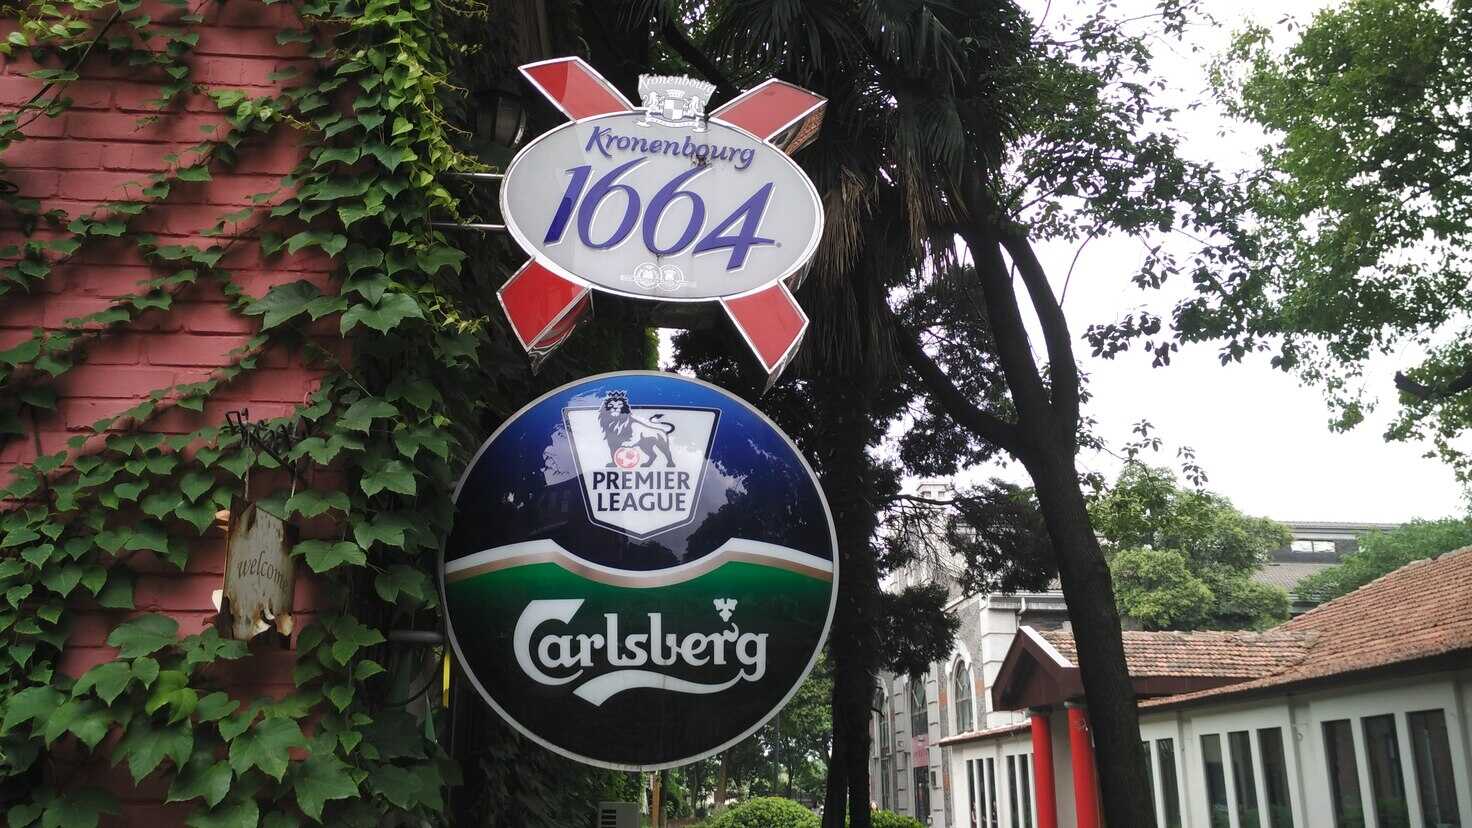 Kronenbourg
Kronenbourg
1664
PREMIER
LEAGUE
Carlsberg
welcome